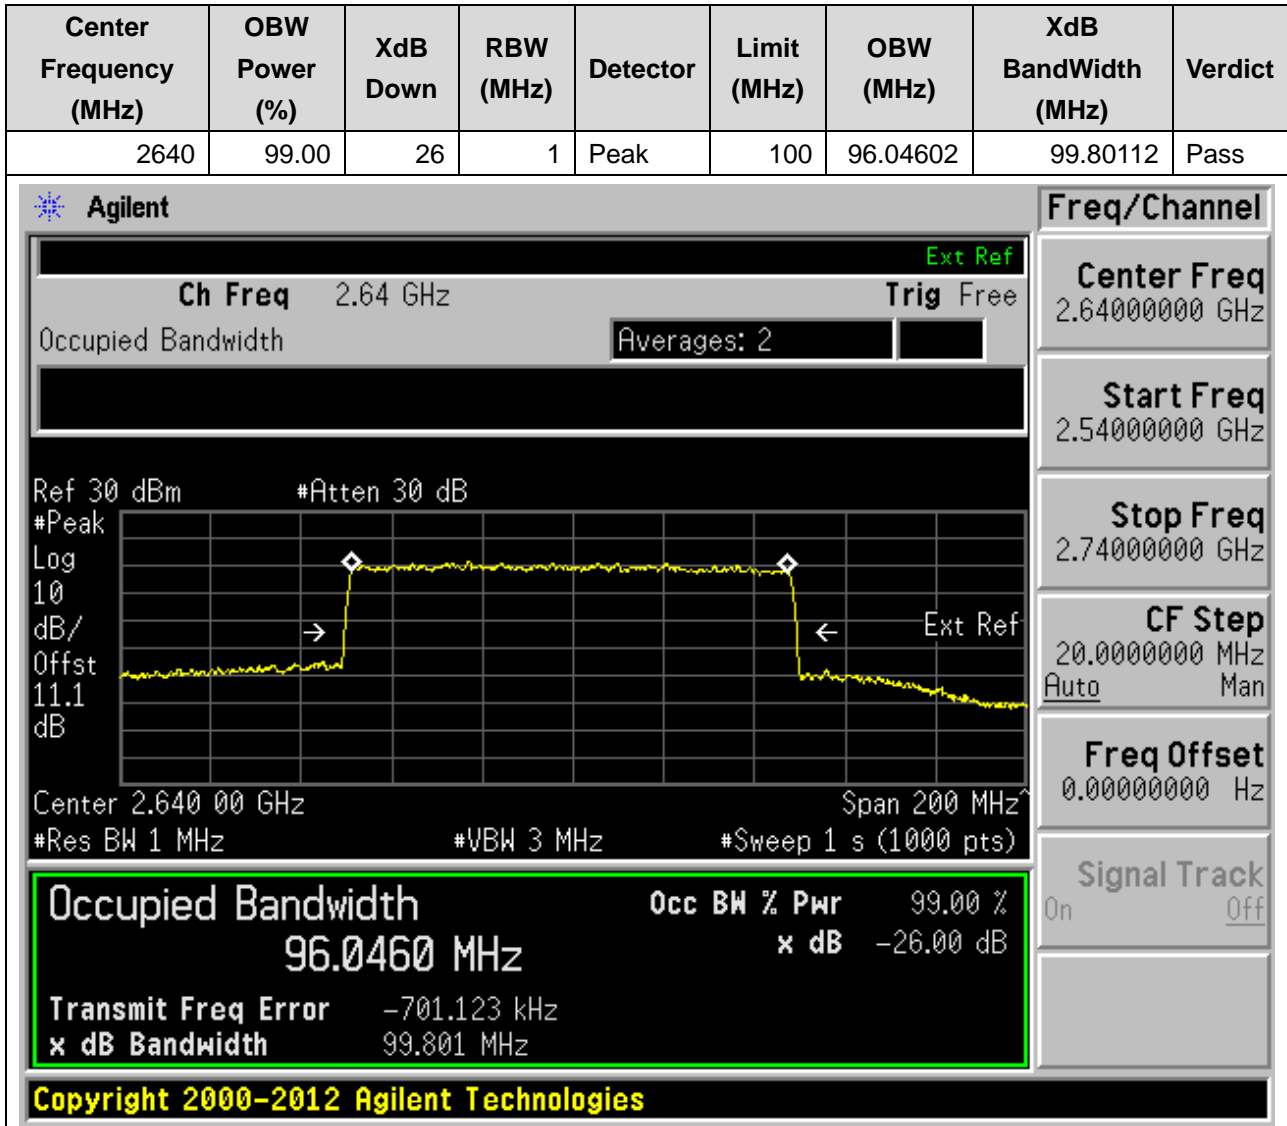 Center Frequency (MHz) OBW Power (%) XdB Down RBW (MHz) Detector Limit (MHz) OBW (MHz) XdB BandWidth (MHz) Verdict
2640 99.00 26 1 Peak 100 96.04602 99.80112 Pass
Agilent
Freq/Channel
Ext Ref
Ch Freq 2.64 GHz Trig Free
Occupied Bandwidth Averages: 2
Ref 30 dBm #Atten 30 dB
#Peak
Log
10
dB/
Offst
11.1
dB
Ext Ref
Center 2.640 00 GHz Span 200 MHz^
#Res BW 1 MHz #VBW 3 MHz #Sweep 1 s (1000 pts)
Occupied Bandwidth
96.0460 MHz
Occ BW % Pwr 99.00 %
x dB -26.00 dB
Transmit Freq Error -701.123 kHz
x dB Bandwidth 99.801 MHz
Center Freq
2.64000000 GHz
Start Freq
2.54000000 GHz
Stop Freq
2.74000000 GHz
CF Step
20.0000000 MHz
Auto Man
Freq Offset
0.00000000 Hz
Signal Track
On Off
Copyright 2000-2012 Agilent Technologies